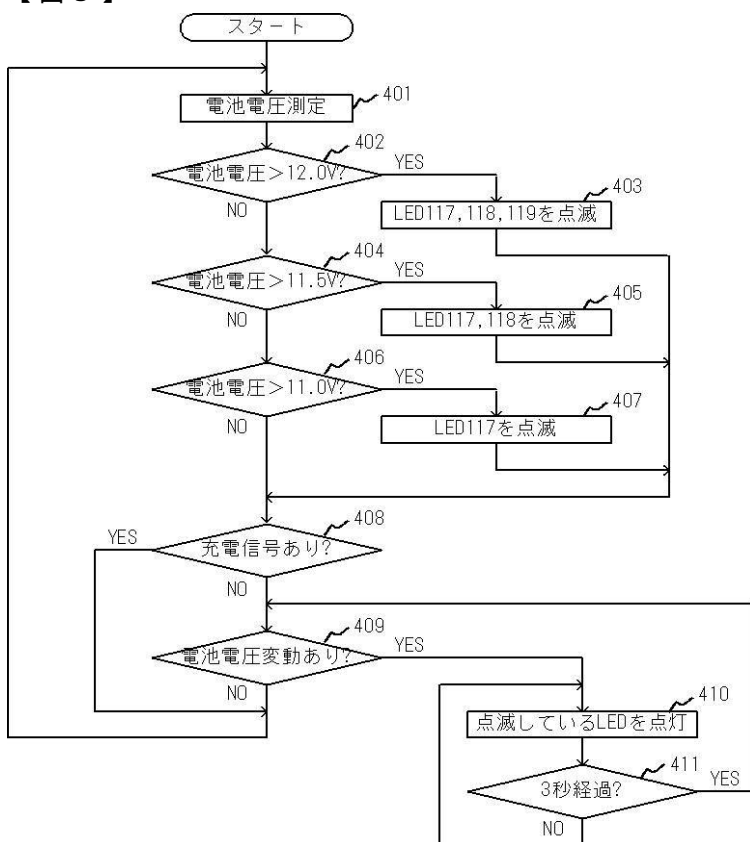 スタート
電池電圧測定
401
402
電池電圧>12.0V?
YES
NO
403
LED117,118,119を点滅
404
電池電圧>11.5V?
YES
NO
405
LED117,118を点滅
406
電池電圧>11.0V?
YES
NO
407
LED117を点滅
408
YES
充電信号あり?
NO
409
電池電圧変動あり?
YES
NO
410
点滅しているLEDを点灯
411
3秒経過?
YES
NO